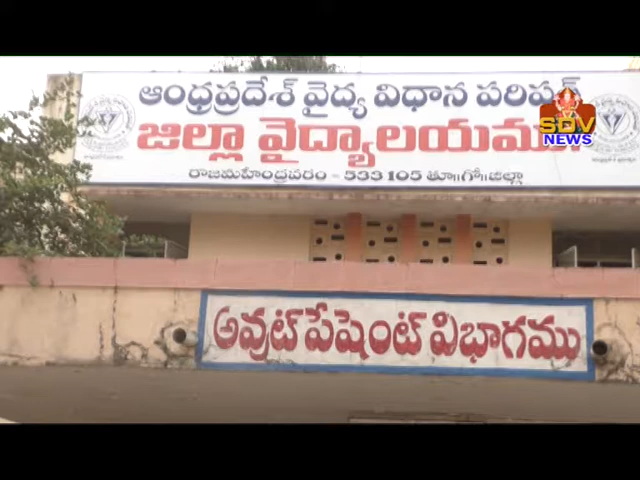 ఆంధ్రప్రదేశ్ వైద్య విధాన పరిషత్
జిల్లా వైద్యాలయము
రాజమహేంద్రవరం - 533 105 తూ॥గో॥జిల్లా
SDV
NEWS
అవుట్ పేషెంట్ విభాగము